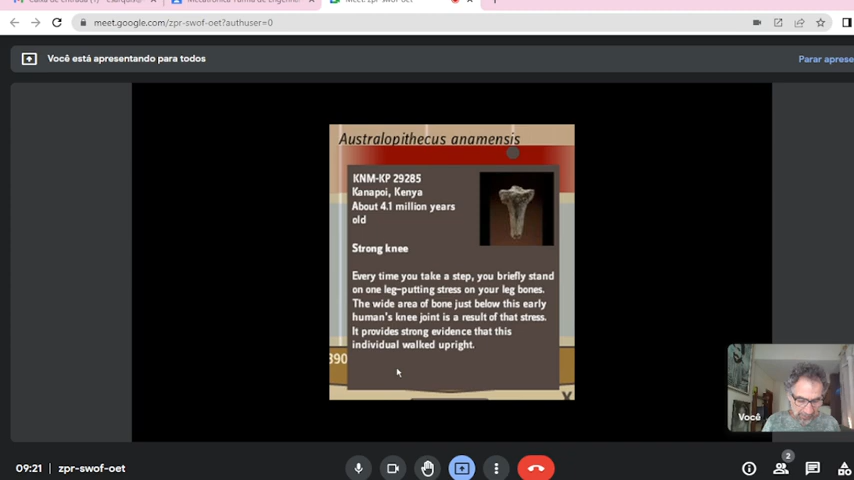 meet.google.com/zpr-swof-oet?authuser=0
Você está apresentando para todos
Parar aprese
Australopithecus anamensis
KNM-KP 29285
Kanapoi, Kenya
About 4.1 million years
old
Strong knee
Every time you take a step, you briefly stand
on one leg–putting stress on your leg bones.
The wide area of bone just below this early
human's knee joint is a result of that stress.
It provides strong evidence that this
individual walked upright.
390
X
Você
09:21
zpr-swof-oet
2